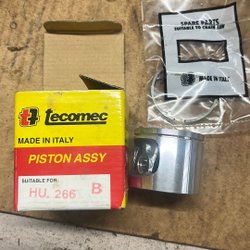 SPARE PARTS
SUITABLE TO CHAIN SAW
MADE IN ITALY
tecomec
MADE IN ITALY
PISTON ASSY
SUITABLE FOR:
HU. 266 B